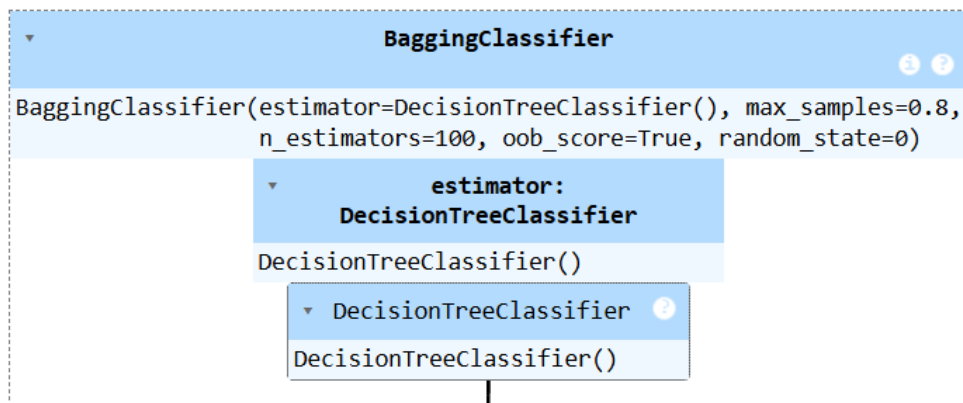 BaggingClassifier
BaggingClassifier(estimator=DecisionTreeClassifier(), max_samples=0.8,
n_estimators=100, oob_score=True, random_state=0)
estimator:
DecisionTreeClassifier
DecisionTreeClassifier()
DecisionTreeClassifier
DecisionTreeClassifier()